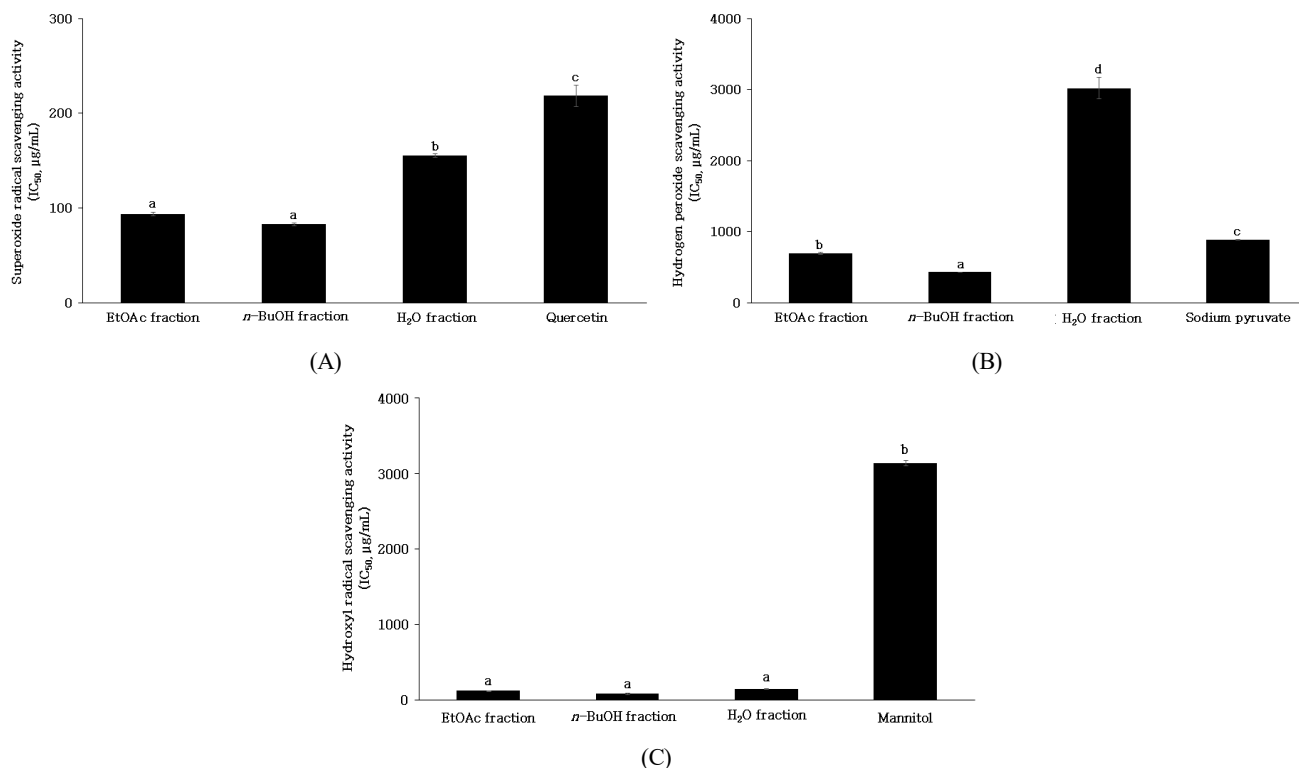 Superoxide radical scavenging activity
(IC50, μg/mL)
300
200
100
0
a
a
b
c
EtOAc fraction
n-BuOH fraction
H2O fraction
Quercetin
(A)
Hydrogen peroxide scavenging activity
(IC50, μg/mL)
4000
3000
2000
1000
0
b
a
d
c
EtOAc fraction
n-BuOH fraction
H2O fraction
Sodium pyruvate
(B)
Hydroxyl radical scavenging activity
(IC50, μg/mL)
4000
3000
2000
1000
0
a
a
a
b
EtOAc fraction
n-BuOH fraction
H2O fraction
Mannitol
(C)